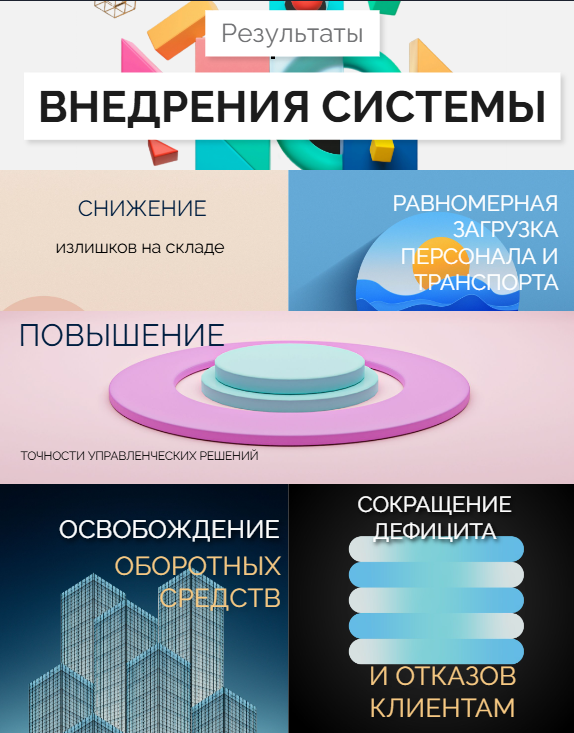 Результаты
ВНЕДРЕНИЯ СИСТЕМЫ
СНИЖЕНИЕ
излишков на складе
РАВНОМЕРНАЯ
ЗАГРУЗКА
ПЕРСОНАЛА И
ТРАНСПОРТА
ПОВЫШЕНИЕ
ТОЧНОСТИ УПРАВЛЕНЧЕСКИХ РЕШЕНИЙ
ОСВОБОЖДЕНИЕ
ОБОРОТНЫХ
СРЕДСТВ
СОКРАЩЕНИЕ
ДЕФИЦИТА
И ОТКАЗОВ
КЛИЕНТАМ